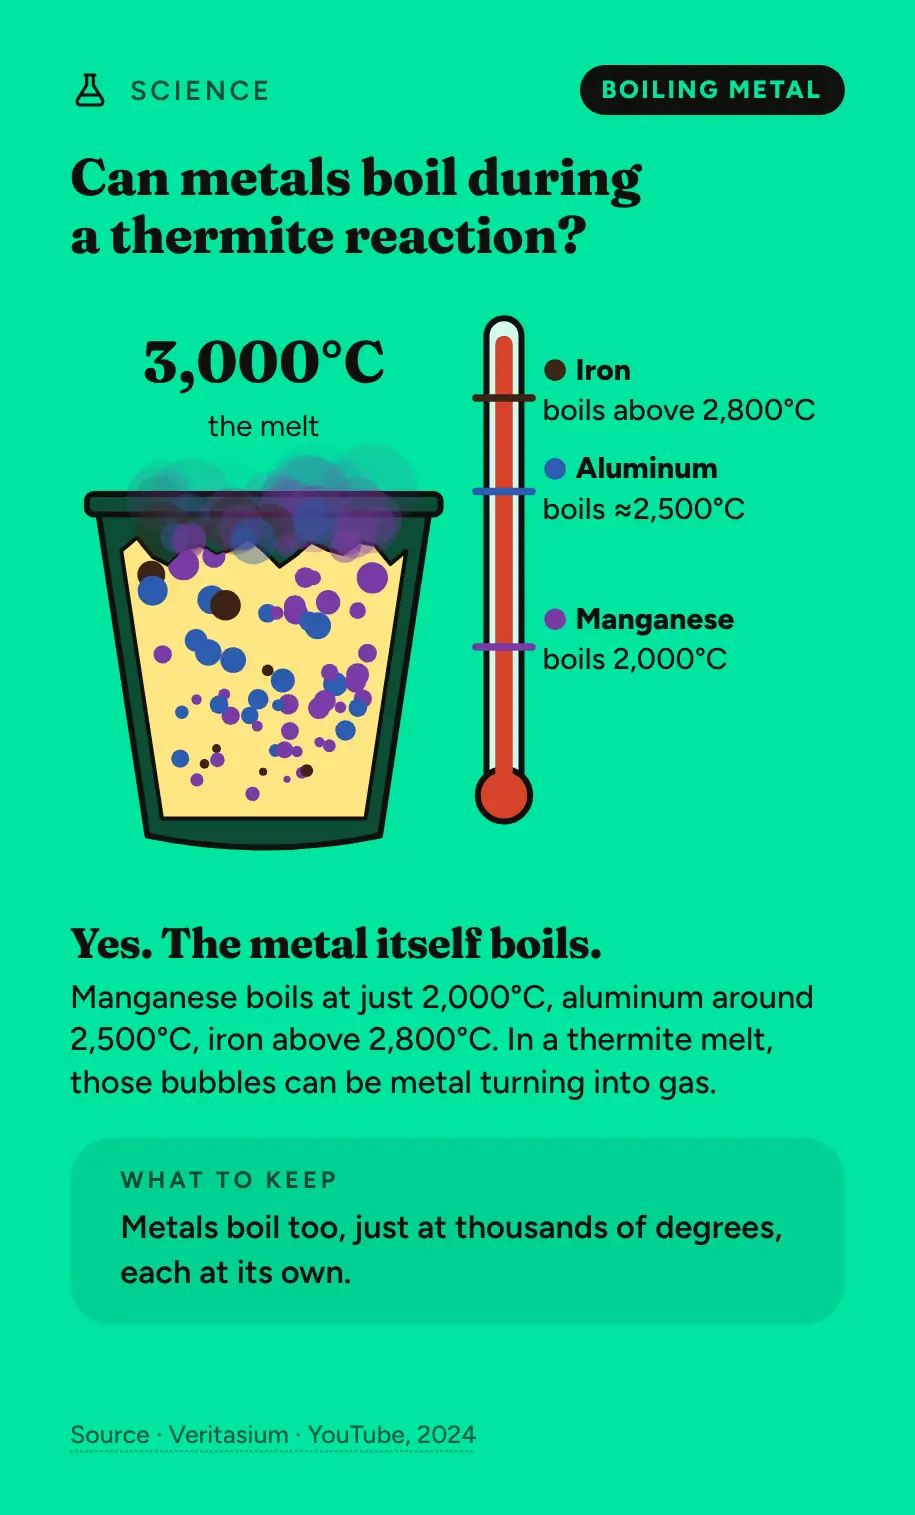 SCIENCE
BOILING METAL
Can metals boil during
a thermite reaction?
3,000°C
the melt
Iron
boils above 2,800°C
Aluminum
boils ≈2,500°C
Manganese
boils 2,000°C
Yes. The metal itself boils.
Manganese boils at just 2,000°C, aluminum around
2,500°C, iron above 2,800°C. In a thermite melt,
those bubbles can be metal turning into gas.
WHAT TO KEEP
Metals boil too, just at thousands of degrees,
each at its own.
Source · Veritasium · YouTube, 2024